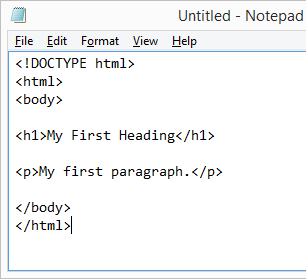 Untitled - Notepad
File Edit Format View Help
<!DOCTYPE html>
<html>
<body>

<h1>My First Heading</h1>

<p>My first paragraph.</p>

</body>
</html>